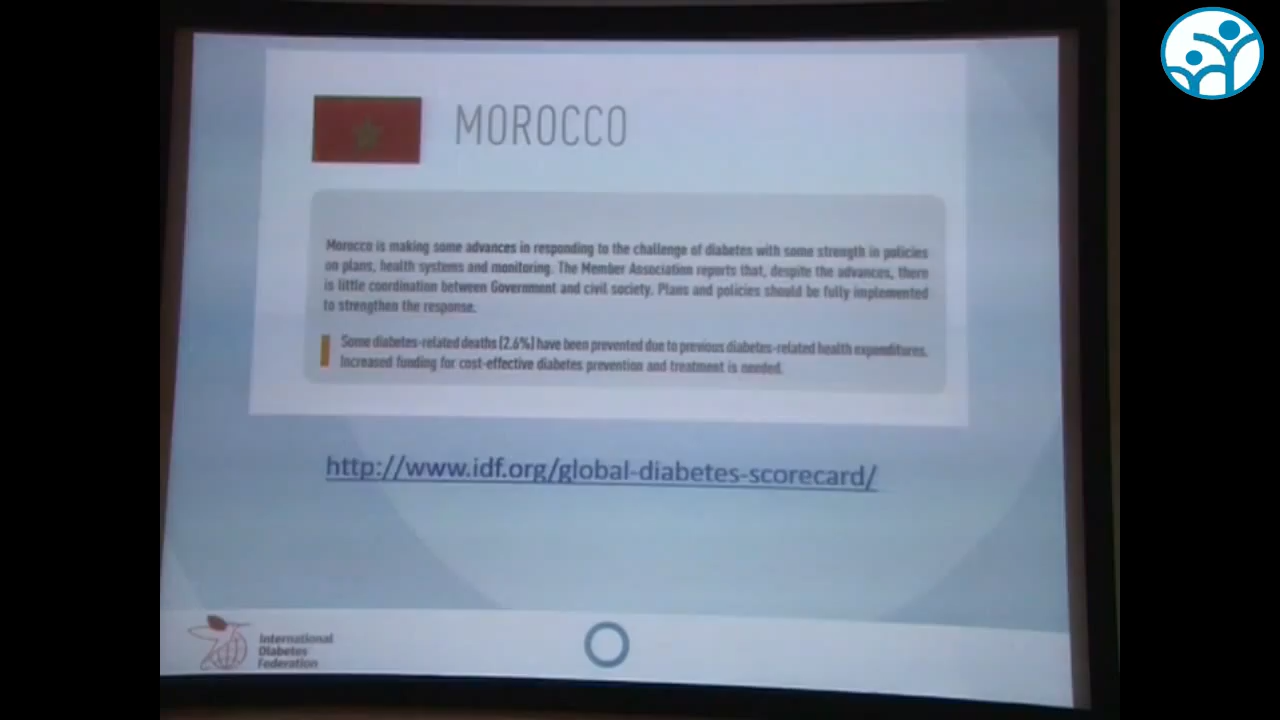 MOROCCO
Morocco is making some advances in responding to the challenge of diabetes with some strength in policies
on plans, health systems and monitoring. The Member Association reports that, despite the advances, there
is little coordination between Government and civil society. Plans and policies should be fully implemented
to strengthen the response.
Some diabetes-related deaths (2.6%) have been prevented due to previous diabetes-related health expenditures.
Increased funding for cost-effective diabetes prevention and treatment is needed.
http://www.idf.org/global-diabetes-scorecard/
International
Diabetes
Federation